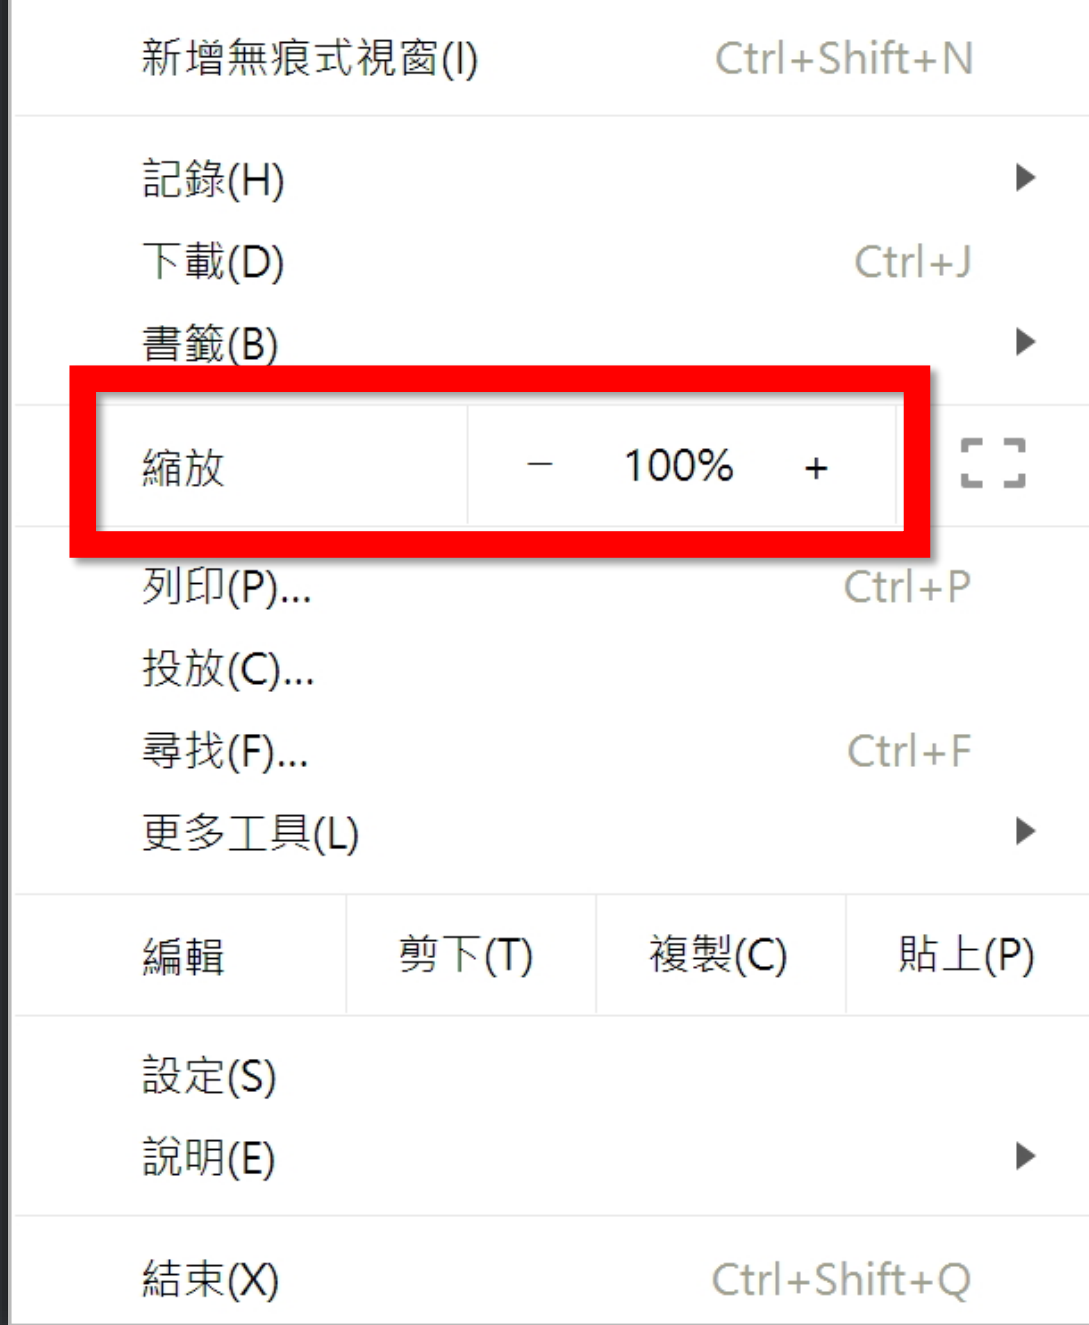 新增無痕式視窗(I) Ctrl+Shift+N
記錄(H)
下載(D) Ctrl+J
書籤(B)
縮放 − 100% +
列印(P)... Ctrl+P
投放(C)...
尋找(F)... Ctrl+F
更多工具(L)
編輯 剪下(T) 複製(C) 貼上(P)
設定(S)
說明(E)
結束(X) Ctrl+Shift+Q